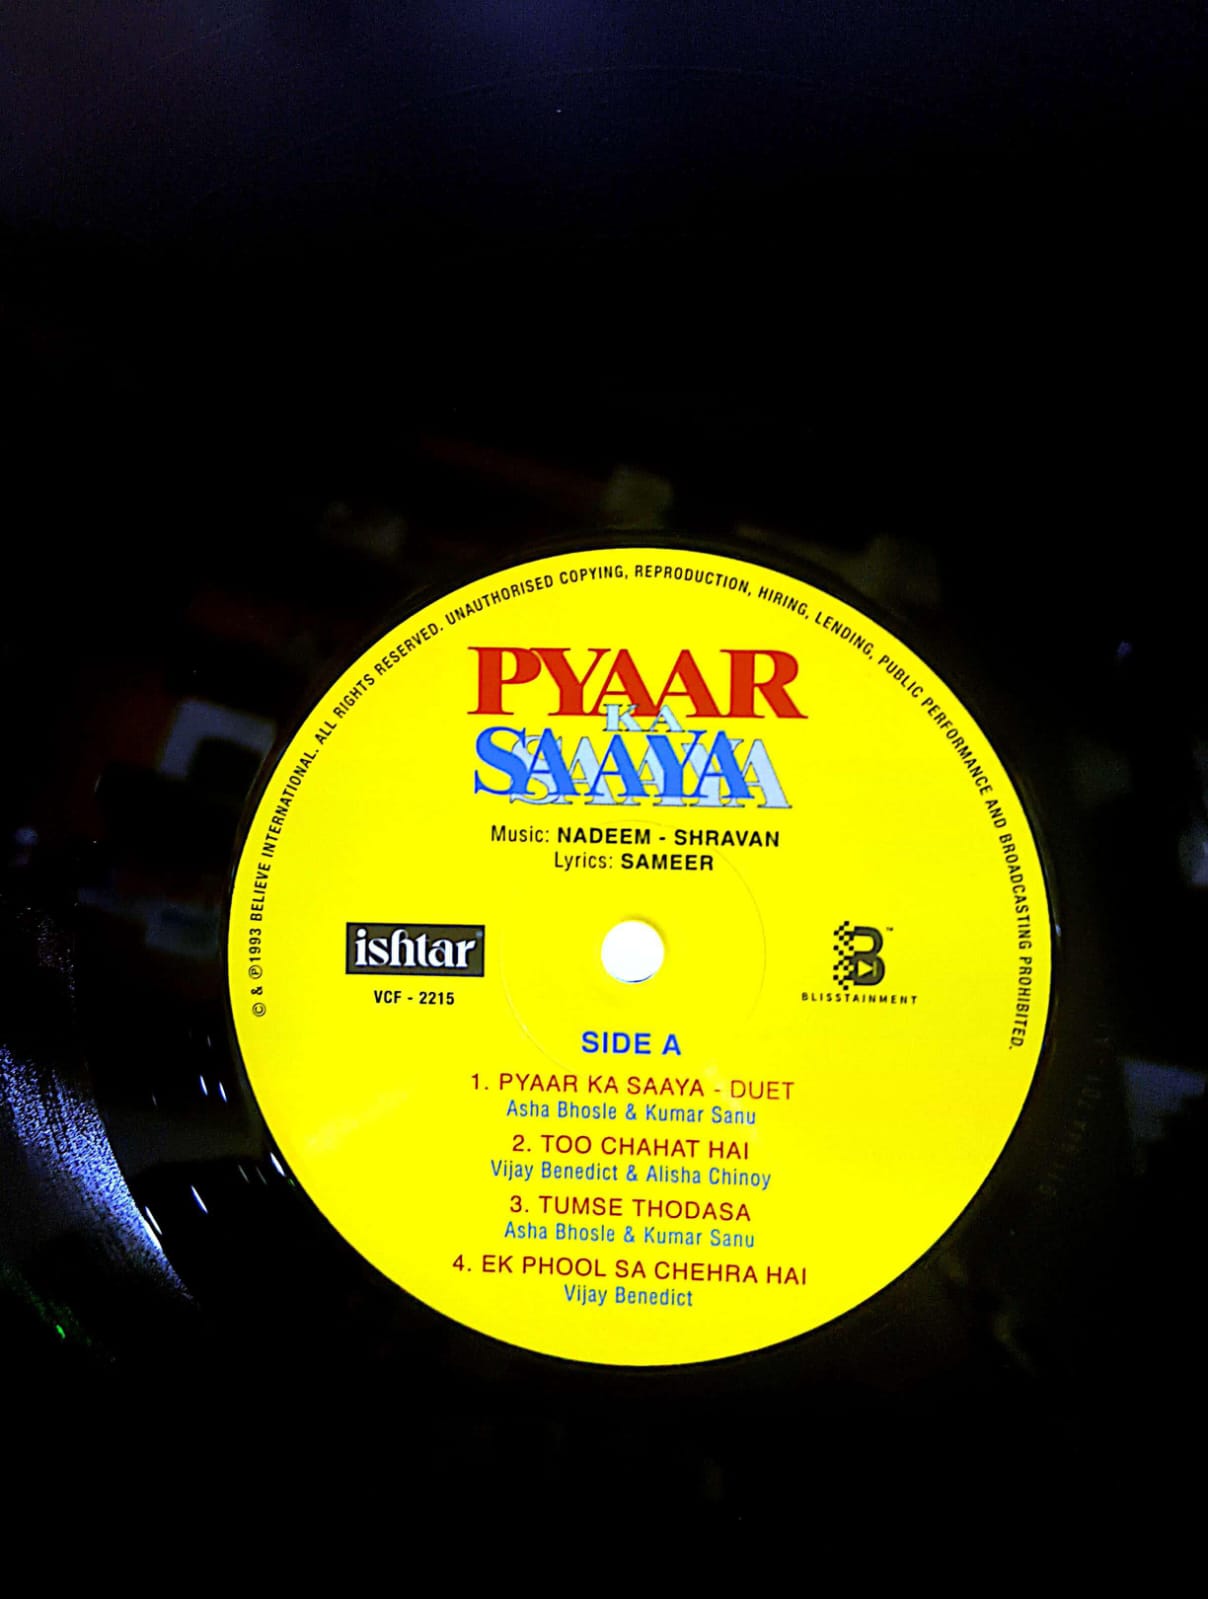 © & ℗1993 BELIEVE INTERNATIONAL. ALL RIGHTS RESERVED. UNAUTHORISED COPYING, REPRODUCTION, HIRING, LENDING, PUBLIC PERFORMANCE AND BROADCASTING PROHIBITED.
PYAAR
KA
SAAYA
Music: NADEEM - SHRAVAN
Lyrics: SAMEER
ishtar
VCF - 2215
B™
BLISSTAINMENT
SIDE A
1. PYAAR KA SAAYA - DUET
Asha Bhosle & Kumar Sanu
2. TOO CHAHAT HAI
Vijay Benedict & Alisha Chinoy
3. TUMSE THODASA
Asha Bhosle & Kumar Sanu
4. EK PHOOL SA CHEHRA HAI
Vijay Benedict